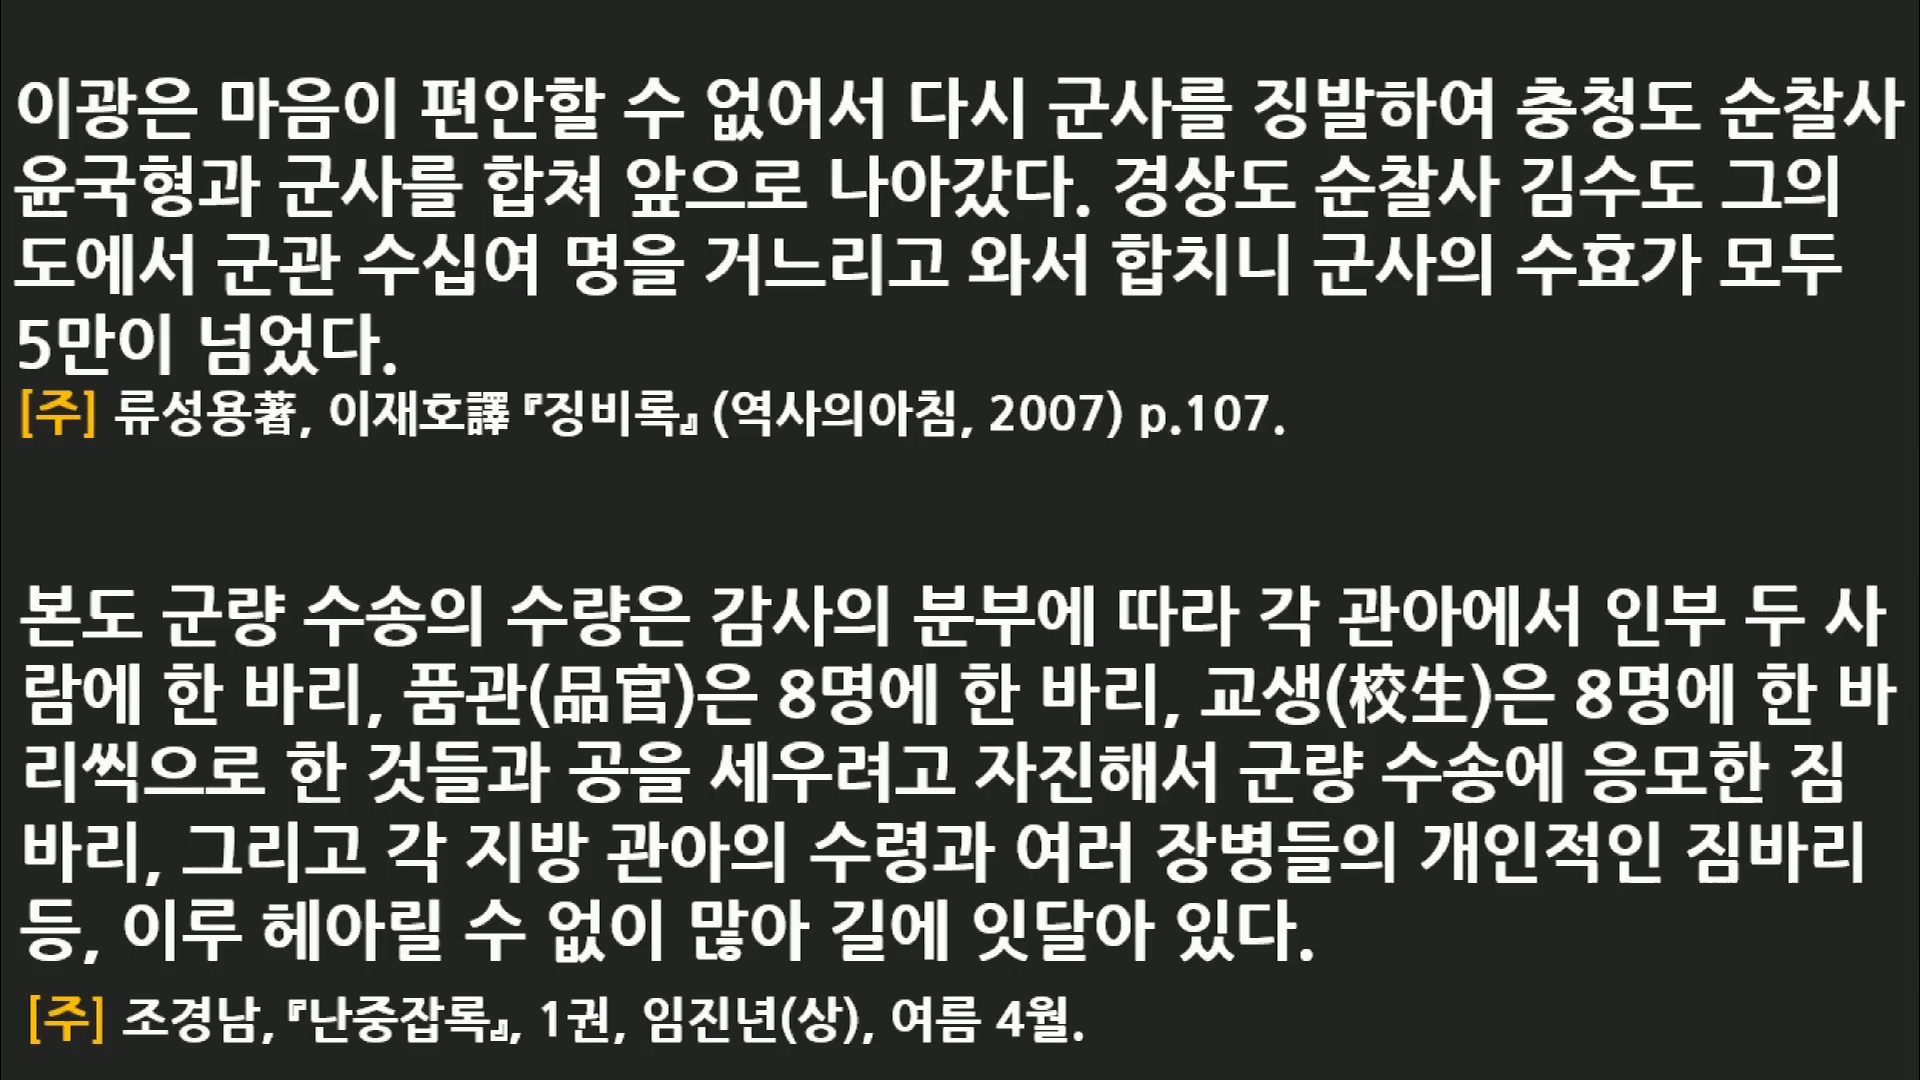 이광은 마음이 편안할 수 없어서 다시 군사를 징발하여 충청도 순찰사
윤국형과 군사를 합쳐 앞으로 나아갔다. 경상도 순찰사 김수도 그의
도에서 군관 수십여 명을 거느리고 와서 합치니 군사의 수효가 모두
5만이 넘었다.
[주] 류성용著, 이재호譯『징비록』(역사의아침, 2007) p.107.
본도 군량 수송의 수량은 감사의 분부에 따라 각 관아에서 인부 두 사
람에 한 바리, 품관(品官)은 8명에 한 바리, 교생(校生)은 8명에 한 바
리씩으로 한 것들과 공을 세우려고 자진해서 군량 수송에 응모한 짐
바리, 그리고 각 지방 관아의 수령과 여러 장병들의 개인적인 짐바리
등, 이루 헤아릴 수 없이 많아 길에 잇달아 있다.
[주] 조경남,『난중잡록』, 1권, 임진년(상), 여름 4월.